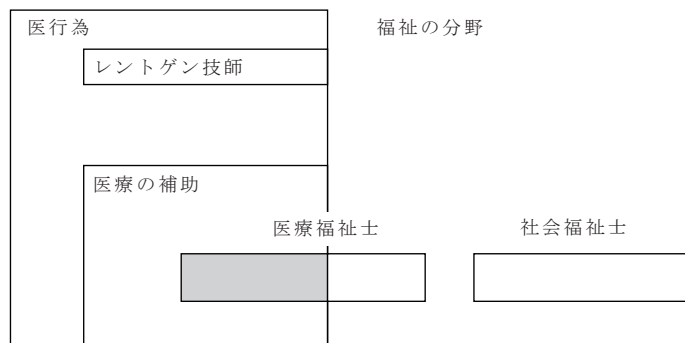 医行為
福祉の分野
レントゲン技師
医療の補助
医療福祉士
社会福祉士